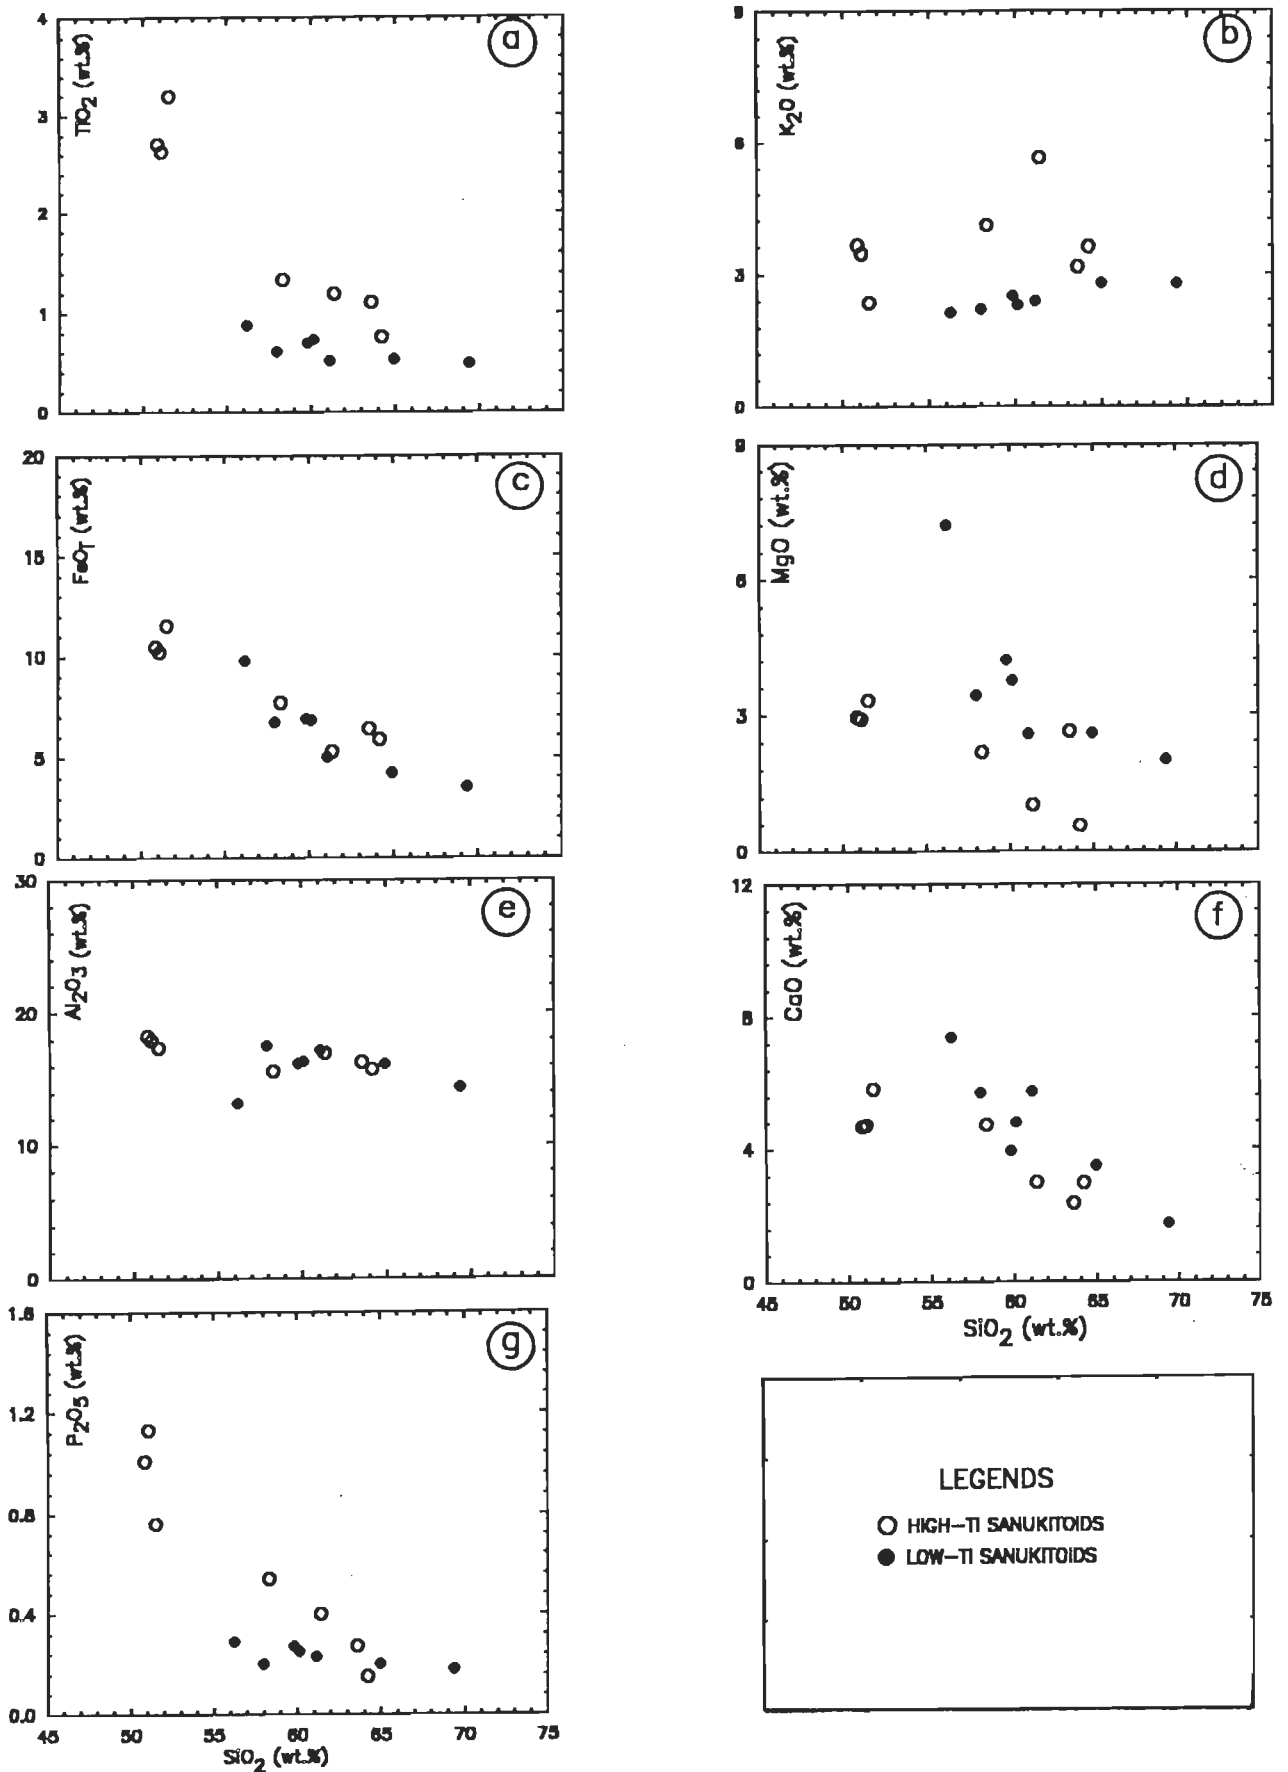 4
TiO2 (wt.%)
a
3
2
1
0
9
K2O (wt.%)
b
6
3
0
20
FeOT (wt.%)
c
15
10
5
0
9
MgO (wt.%)
d
6
3
0
30
Al2O3 (wt.%)
e
20
10
0
12
CaO (wt.%)
f
8
4
0
45 50 55 60 65 70 75
SiO2 (wt.%)
1.6
P2O5 (wt.%)
g
1.2
0.8
0.4
0.0
45 50 55 60 65 70 75
SiO2 (wt.%)
LEGENDS
HIGH-TI SANUKITOIDS
LOW-TI SANUKITOIDS